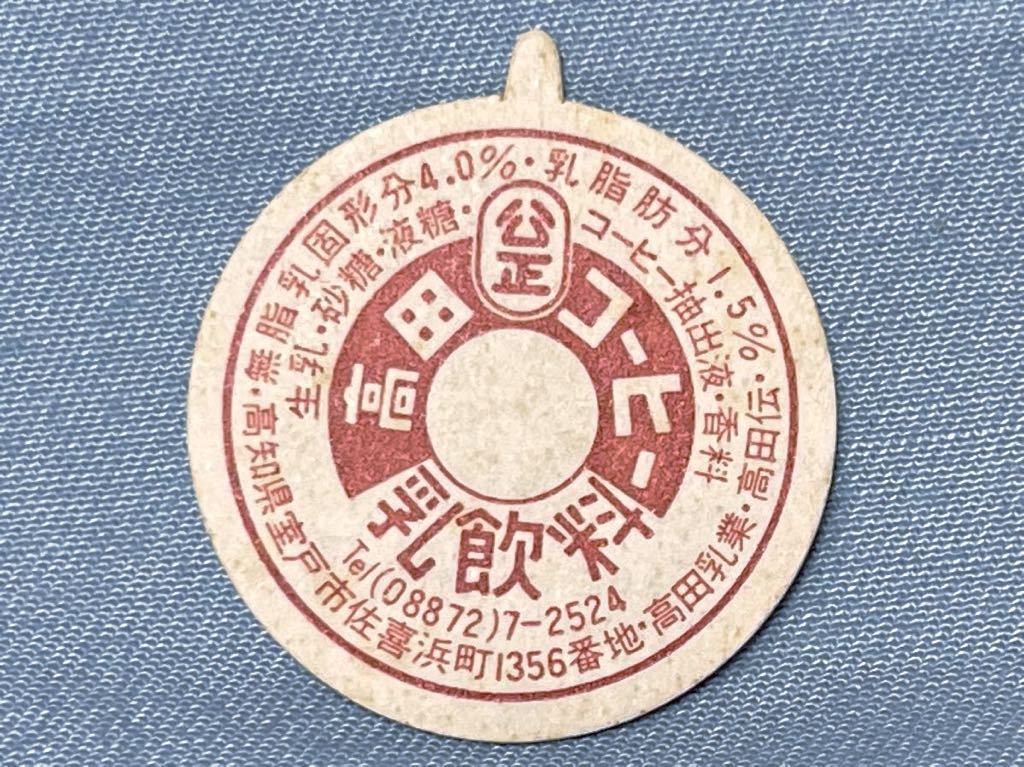 無脂乳固形分4.0%・乳脂肪分1.5%・
生乳・砂糖・液糖・コーヒー抽出液・香料
公正
高田コーヒー
乳飲料
Tel(08872)7-2524
高知県室戸市佐喜浜町1356番地・高田乳業・高田伝・